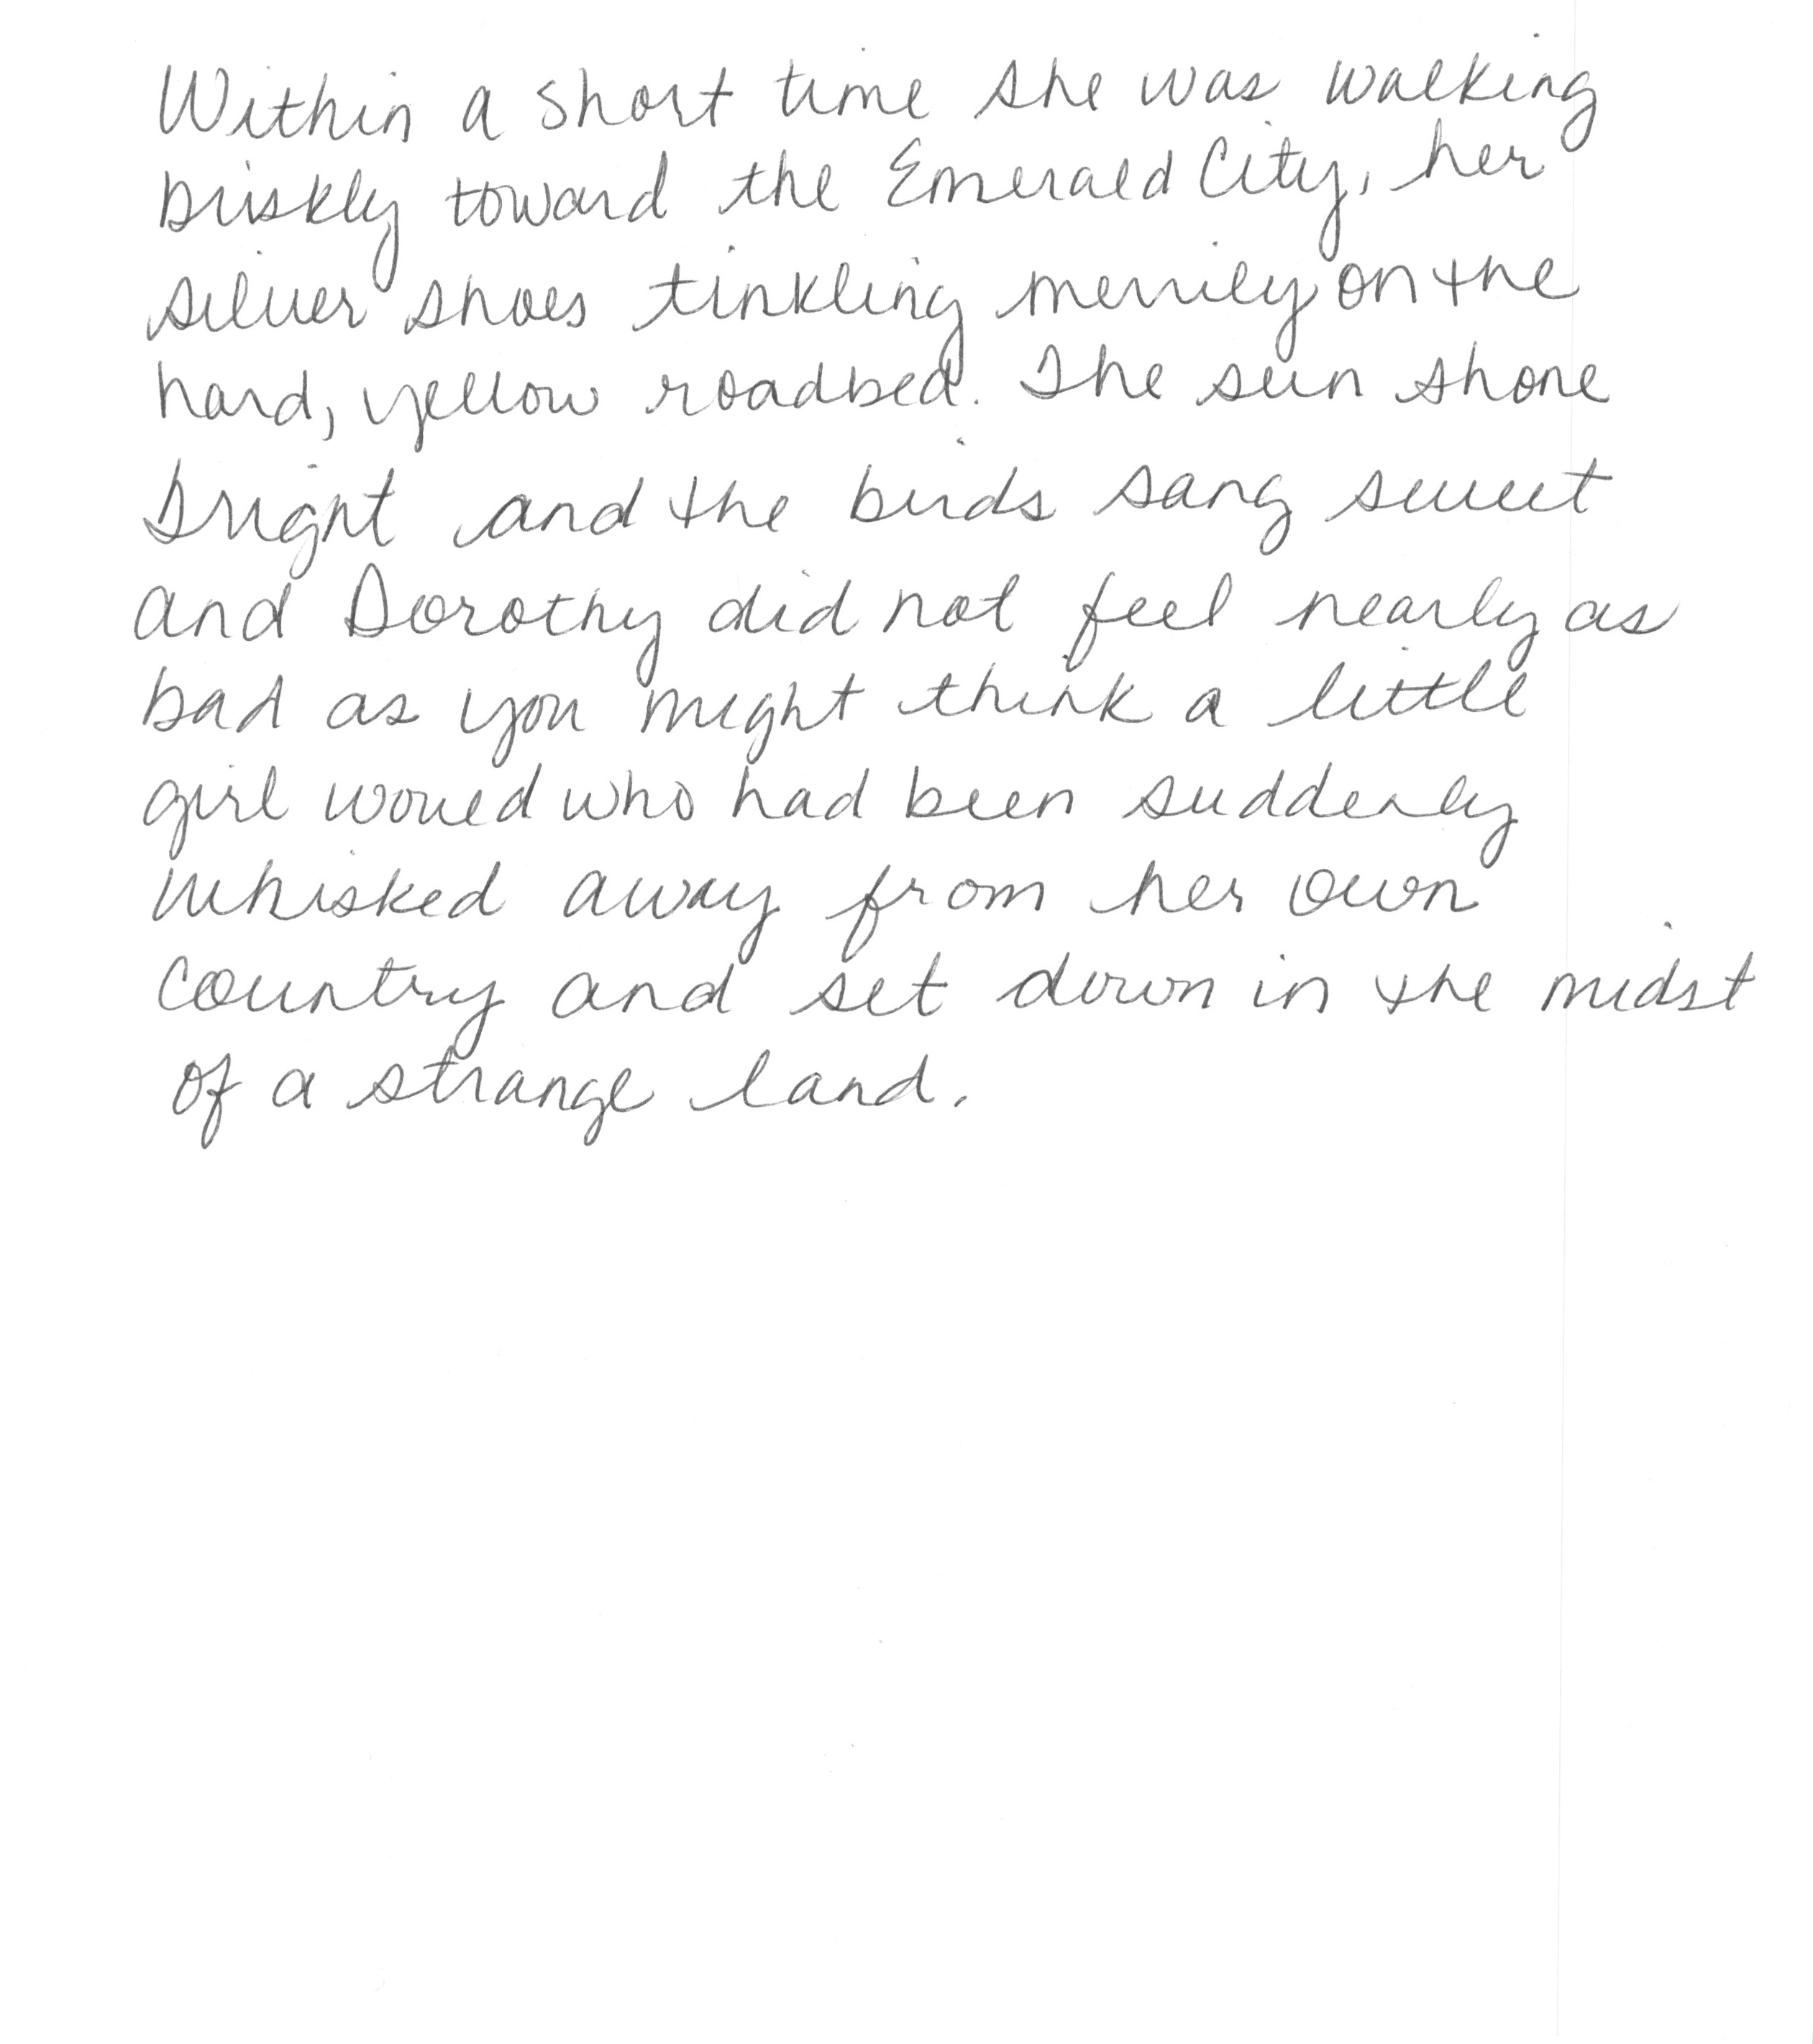 Within a short time she was walking
briskly toward the Emerald City, her
silver shoes tinkling merrily on the
hard, yellow roadbed. The sun shone
bright and the birds sang sweet
and Dorothy did not feel nearly as
bad as you might think a little
girl would who had been suddenly
whisked away from her own
country and set down in the midst
of a strange land.